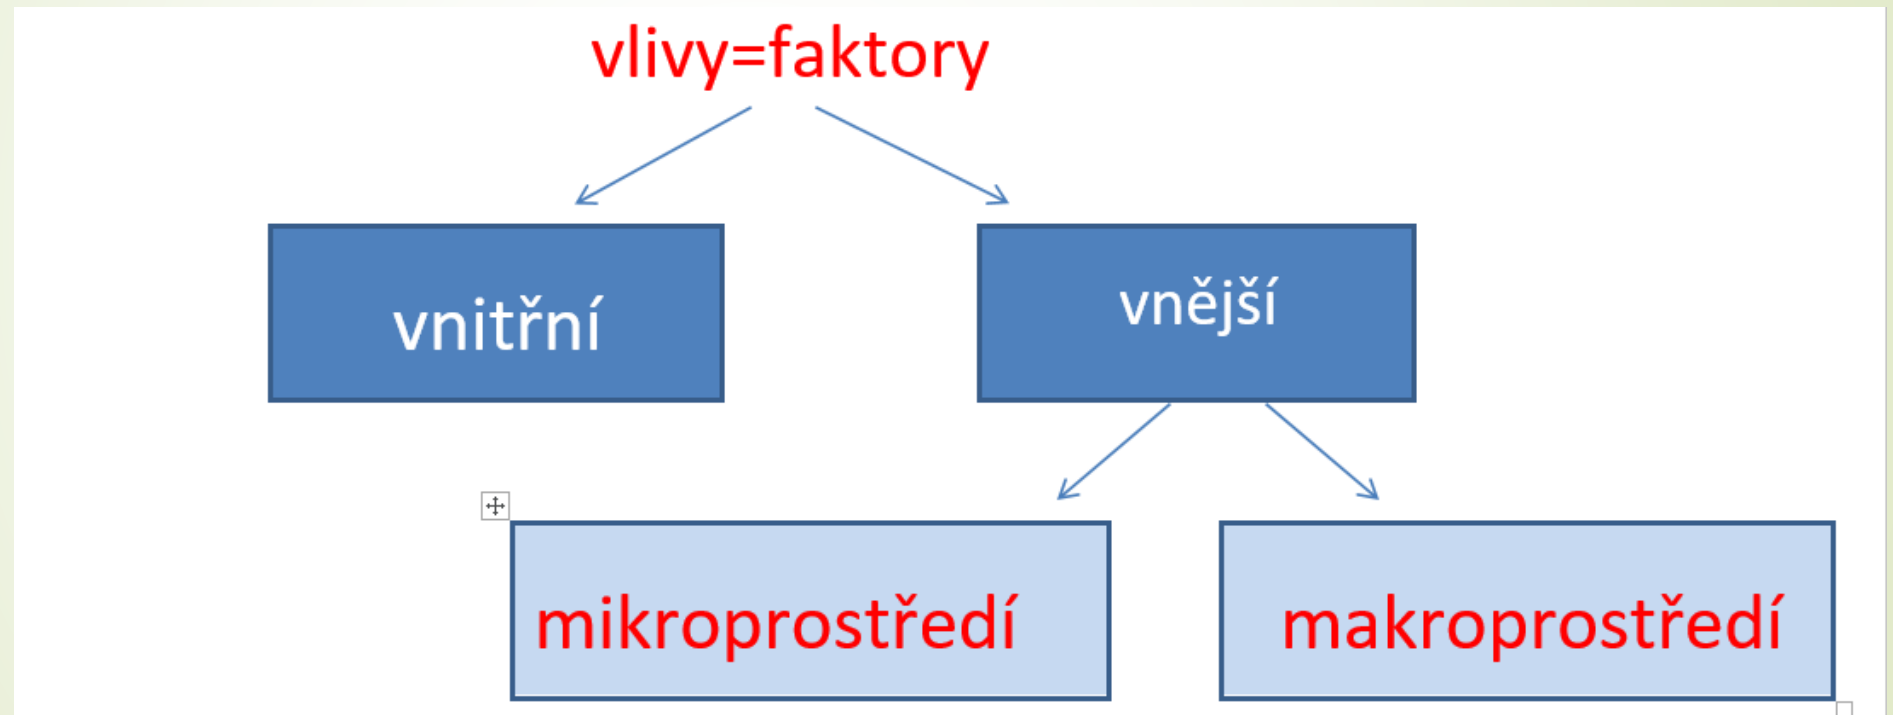 vlivy=faktory
vnitřní
vnější
mikroprostředí
makroprostředí